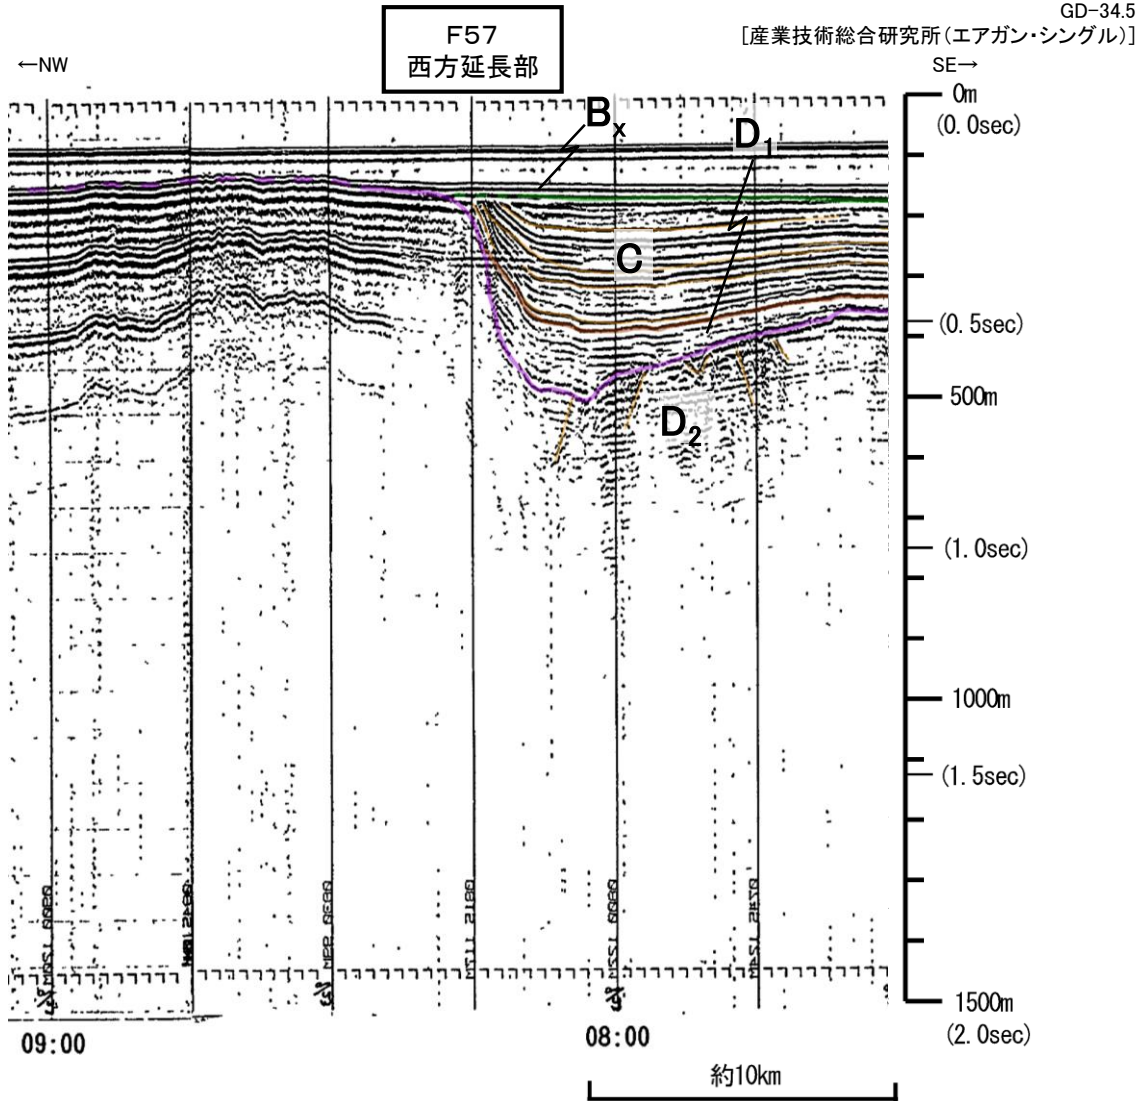 GD-34.5
[産業技術総合研究所(エアガン・シングル)]
F57
西方延長部
←NW
SE→
0m
(0.0sec)
Bx
D1
C
(0.5sec)
500m
D2
(1.0sec)
1000m
(1.5sec)
1500m
(2.0sec)
09:00
08:00
約10km